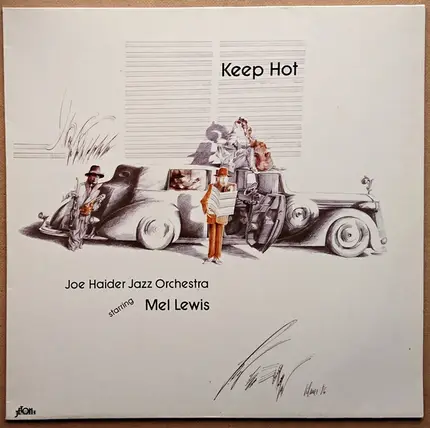 Keep Hot
Joe Haider Jazz Orchestra
starring Mel Lewis